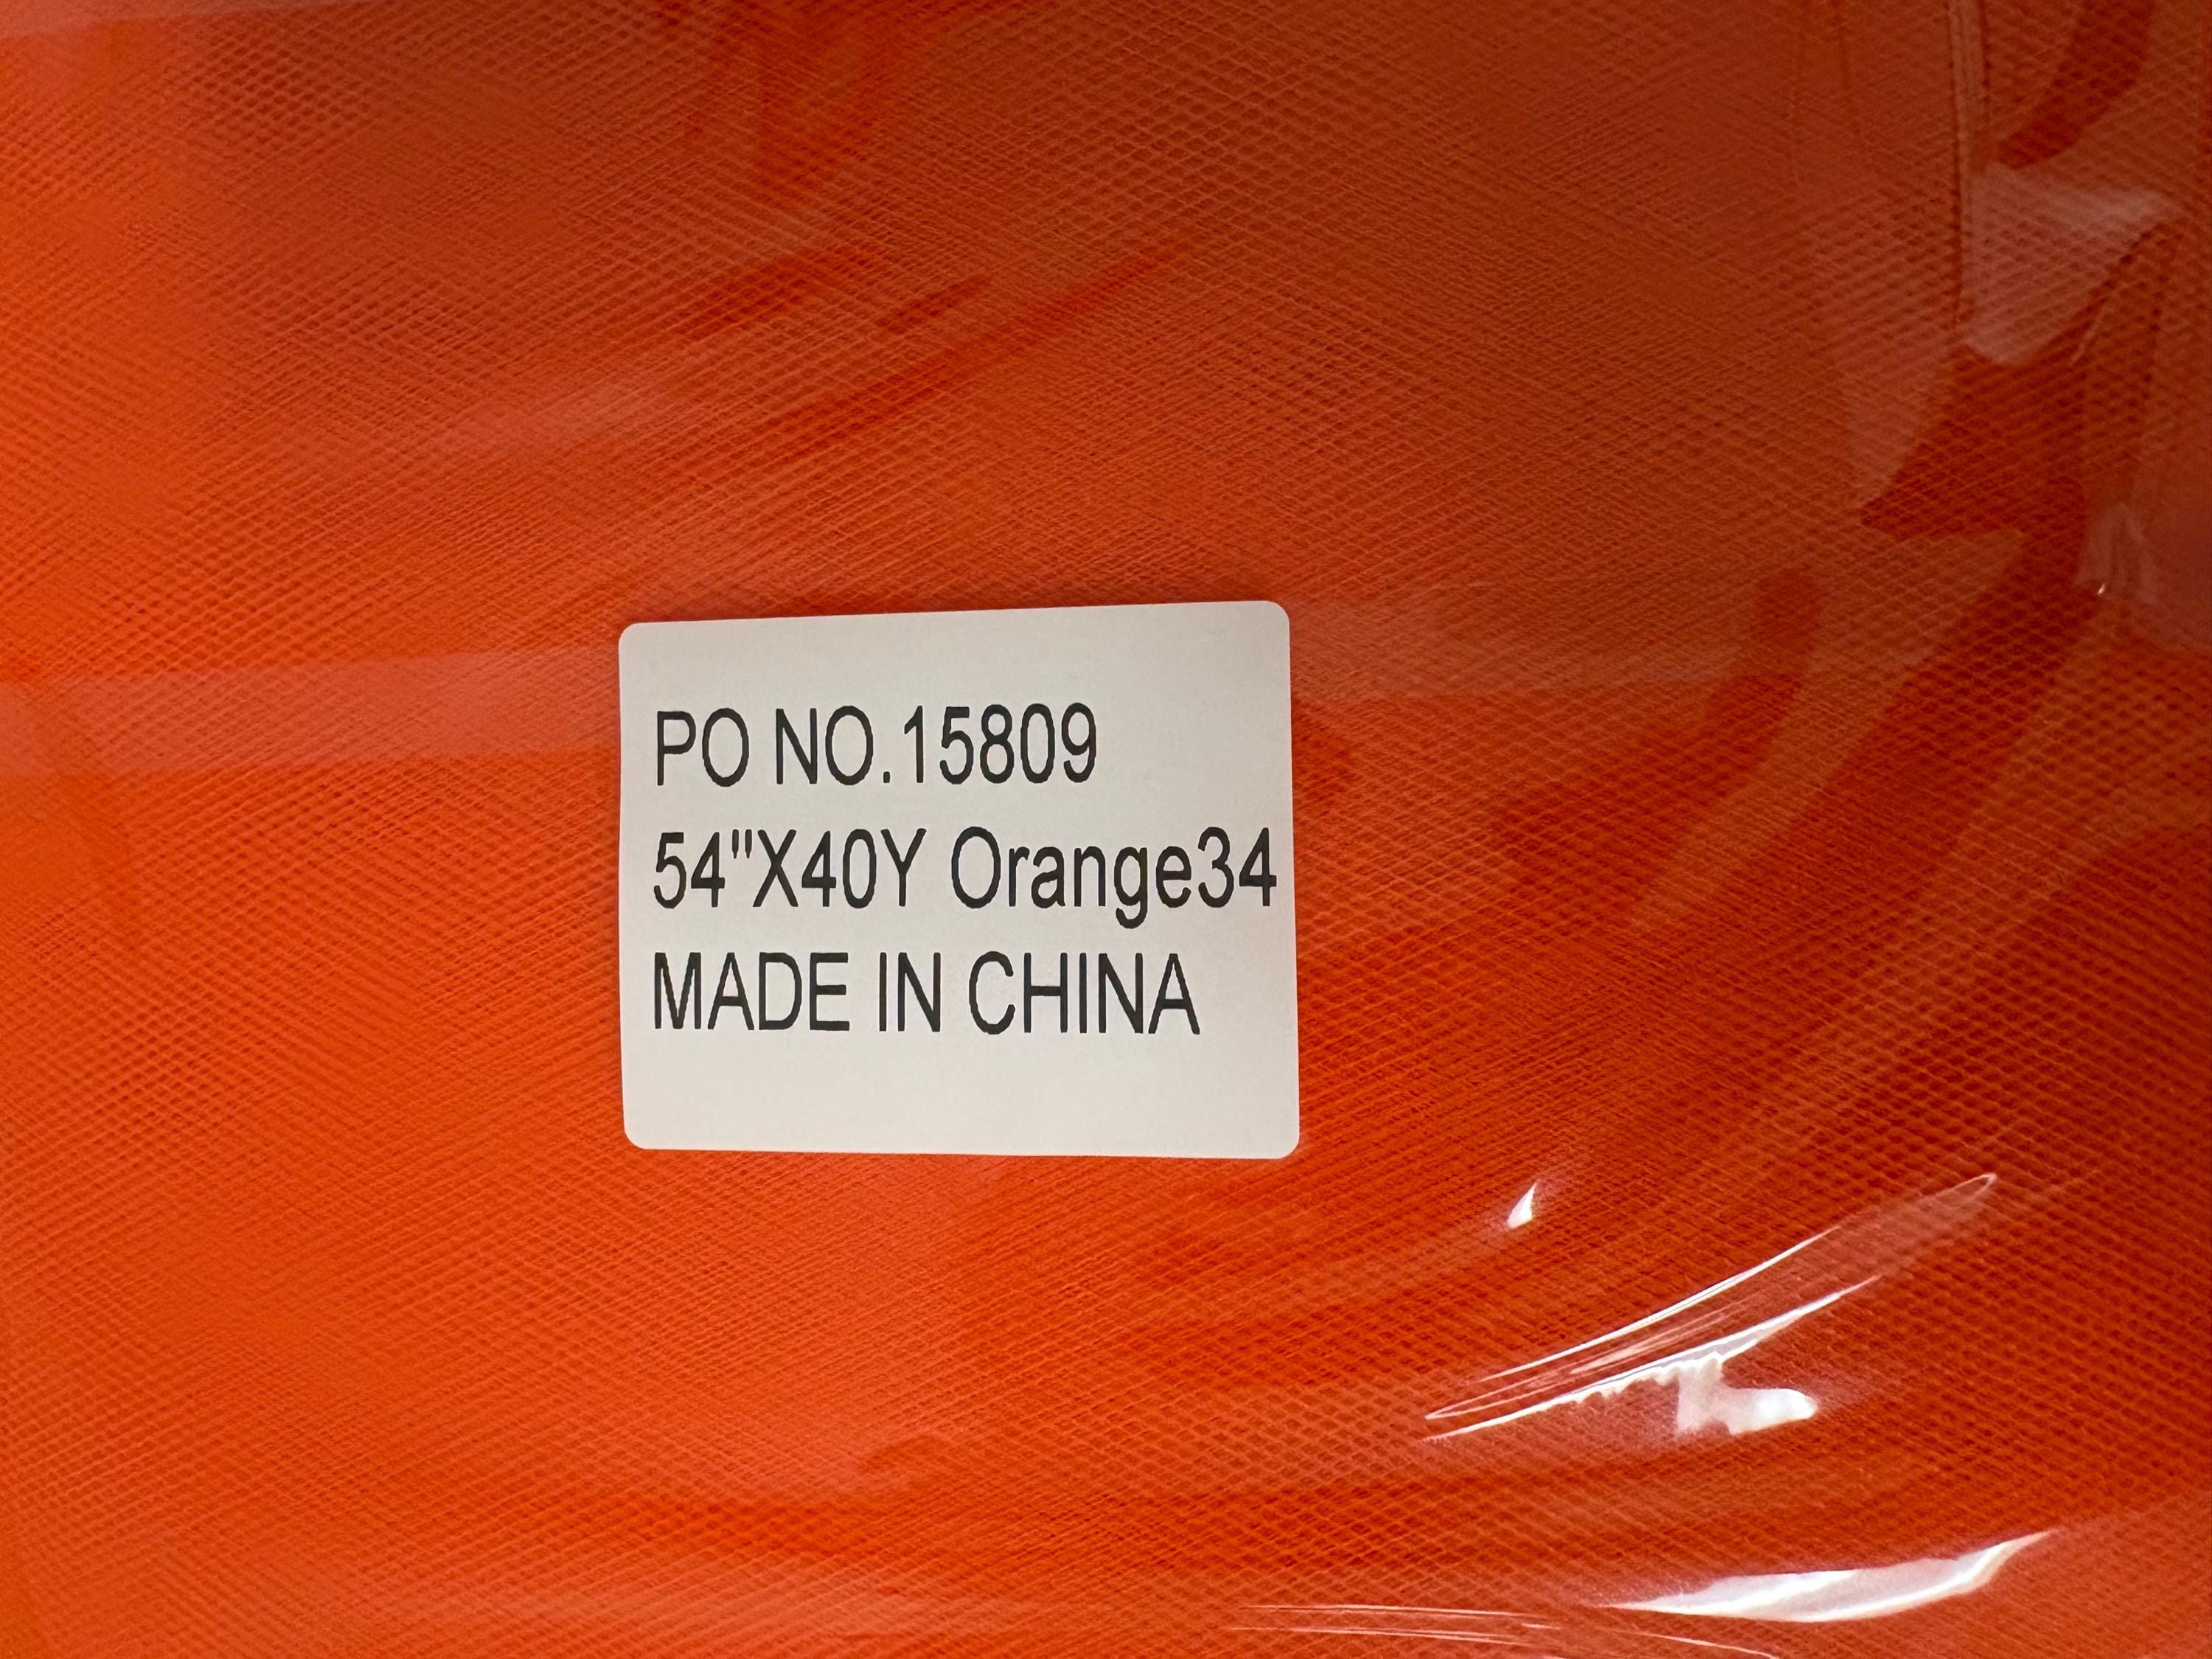 PO NO.15809
54"X40Y Orange34
MADE IN CHINA